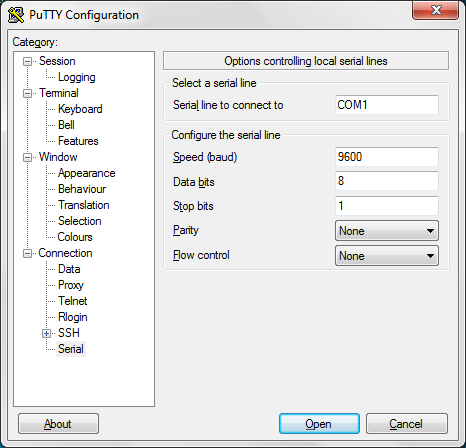 PuTTY Configuration
Category:
Session
Logging
Terminal
Keyboard
Bell
Features
Window
Appearance
Behaviour
Translation
Selection
Colours
Connection
Data
Proxy
Telnet
Rlogin
SSH
Serial
Options controlling local serial lines
Select a serial line
Serial line to connect to COM1
Configure the serial line
Speed (baud) 9600
Data bits 8
Stop bits 1
Parity None
Flow control None
About Open Cancel